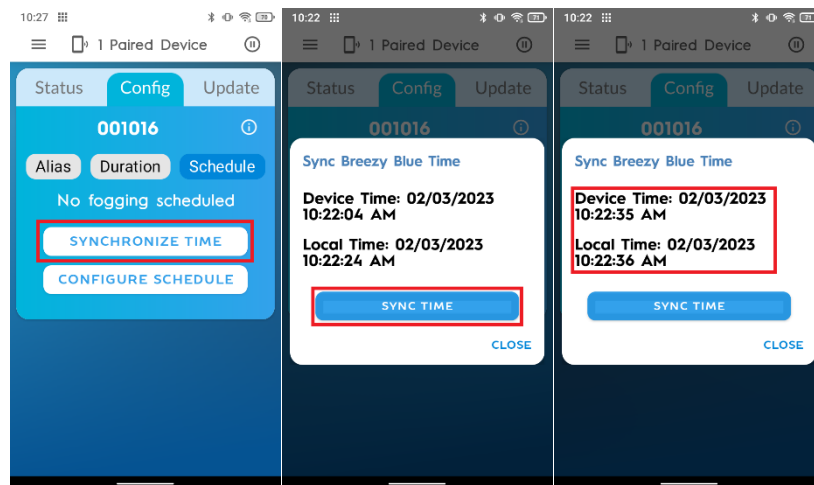 10:27
73
1 Paired Device
Status Config Update
001016
Alias Duration Schedule
No fogging scheduled
SYNCHRONIZE TIME
CONFIGURE SCHEDULE
10:22
71
1 Paired Device
Status Config Update
001016
Sync Breezy Blue Time
Device Time: 02/03/2023
10:22:04 AM
Local Time: 02/03/2023
10:22:24 AM
SYNC TIME
CLOSE
10:22
71
1 Paired Device
Status Config Update
001016
Sync Breezy Blue Time
Device Time: 02/03/2023
10:22:35 AM
Local Time: 02/03/2023
10:22:36 AM
SYNC TIME
CLOSE